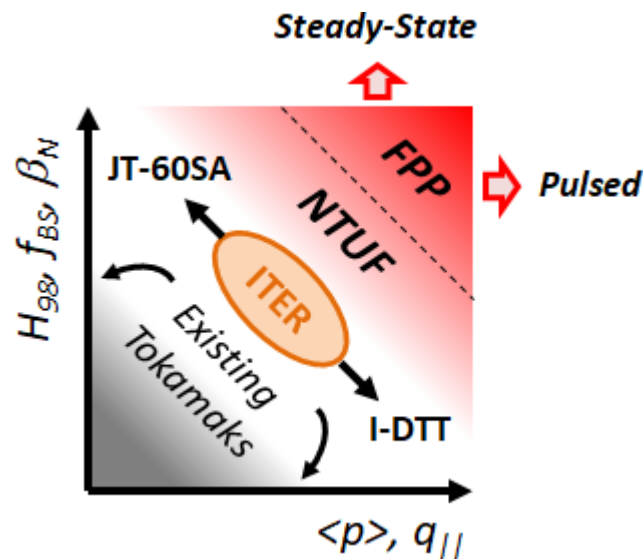 Steady-State
H98, fBS, βN
JT-60SA
FPP
Pulsed
NTUF
ITER
Existing
Tokamaks
I-DTT
<p>, q||